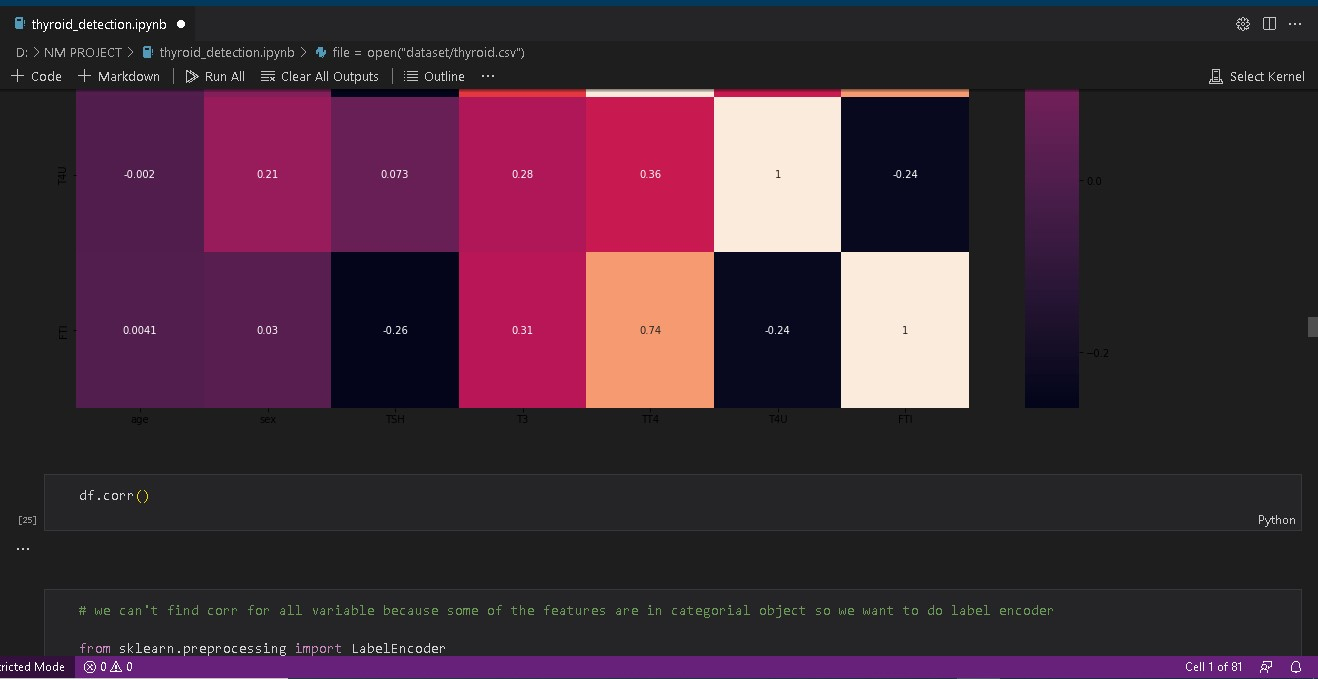 thyroid_detection.ipynb
D: > NM PROJECT > thyroid_detection.ipynb > file = open("dataset/thyroid.csv")
+ Code + Markdown Run All Clear All Outputs Outline ... Select Kernel
T4U -0.002 0.21 0.073 0.28 0.36 1 -0.24 0.0
FTI 0.0041 0.03 -0.26 0.31 0.74 -0.24 1 −0.2
age sex TSH T3 TT4 T4U FTI
df.corr()
[25] Python
...
# we can't find corr for all variable because some of the features are in categorial object so we want to do label encoder
from sklearn.preprocessing import LabelEncoder
tricted Mode 0 0 Cell 1 of 81